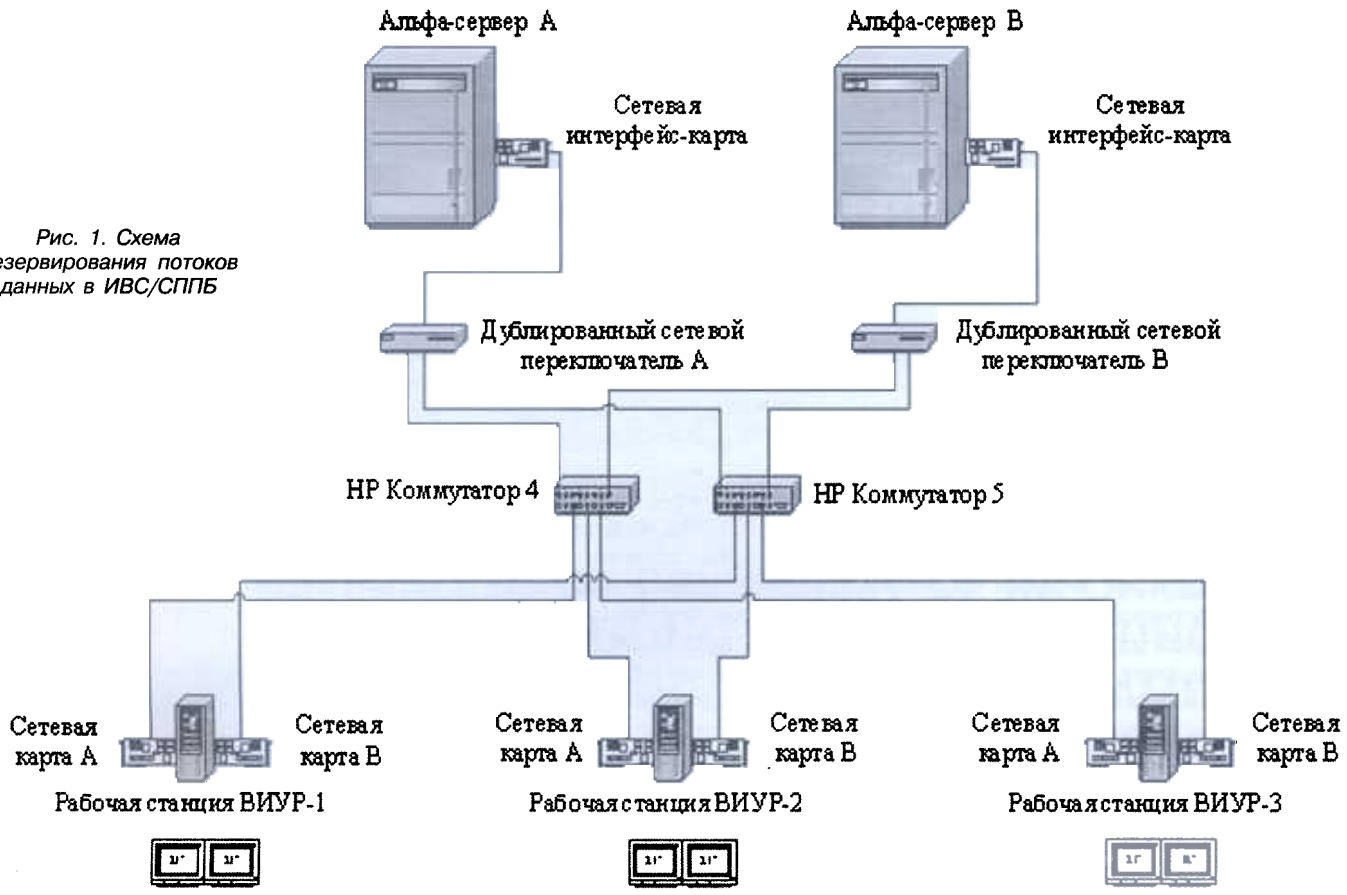 Альфа-сервер А
Альфа-сервер В
Сетевая
интерфейс-карта
Сетевая
интерфейс-карта
Рис. 1. Схема
езервирования потоков
данных в ИВС/СППБ
Дублированный сетевой
переключатель А
Дублированный сетевой
переключатель В
НР Коммутатор 4
НР Коммутатор 5
Сетевая
карта А
Сетевая
карта В
Сетевая
карта А
Сетевая
карта В
Сетевая
карта А
Сетевая
карта В
Рабочая станция ВИУР-1
Рабочая станция ВИУР-2
Рабочая станция ВИУР-3